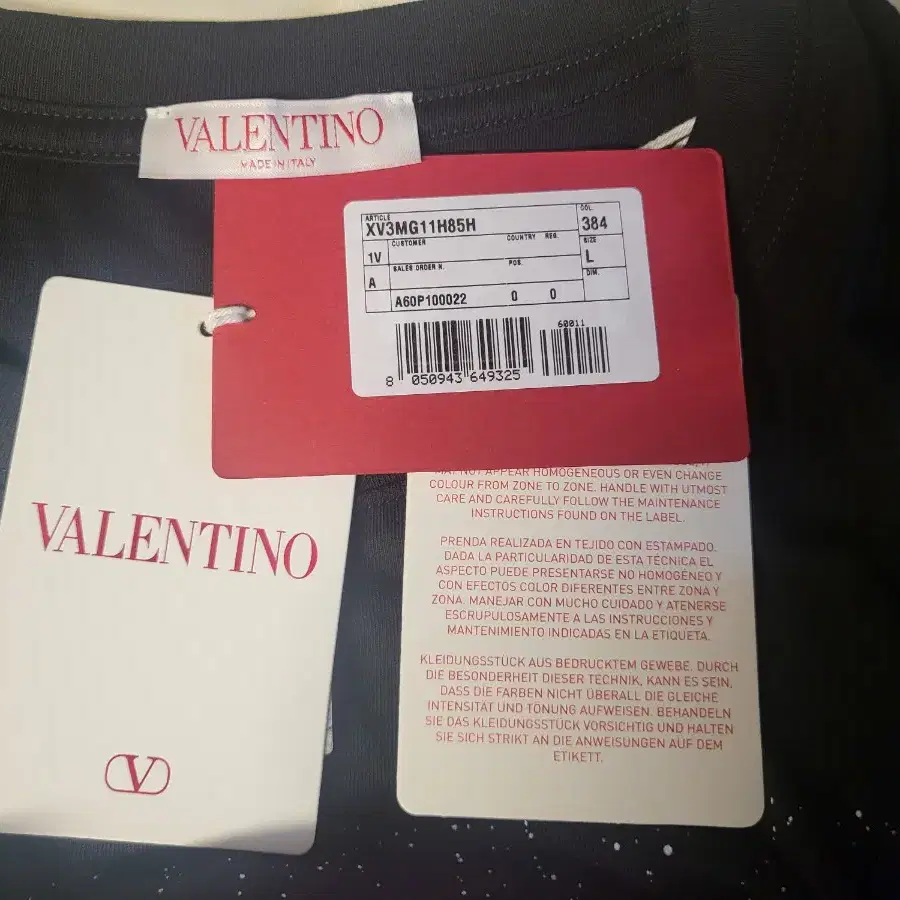 VALENTINO
MADE IN ITALY
ARTICLE
XV3MG11H85H
COL.
384
1V
CUSTOMER
COUNTRY REG.
SIZE
L
A
SALES ORDER N.
POS.
DIM.
A60P100022 0 0
60011
8 050943 649325
VALENTINO
V
NOT APPEAR HOMOGENEOUS OR EVEN CHANGE
COLOUR FROM ZONE TO ZONE. HANDLE WITH UTMOST
CARE AND CAREFULLY FOLLOW THE MAINTENANCE
INSTRUCTIONS FOUND ON THE LABEL.
PRENDA REALIZADA EN TEJIDO CON ESTAMPADO.
DADA LA PARTICULARIDAD DE ESTA TÉCNICA EL
ASPECTO PUEDE PRESENTARSE NO HOMOGÉNEO Y
CON EFECTOS COLOR DIFERENTES ENTRE ZONA Y
ZONA. MANEJAR CON MUCHO CUIDADO Y ATENERSE
ESCRUPULOSAMENTE A LAS INSTRUCCIONES Y
MANTENIMIENTO INDICADAS EN LA ETIQUETA.
KLEIDUNGSSTÜCK AUS BEDRUCKTEM GEWEBE. DURCH
DIE BESONDERHEIT DIESER TECHNIK, KANN ES SEIN,
DASS DIE FARBEN NICHT ÜBERALL DIE GLEICHE
INTENSITÄT UND TÖNUNG AUFWEISEN. BEHANDELN
SIE DAS KLEIDUNGSSTÜCK VORSICHTIG UND HALTEN
SIE SICH STRIKT AN DIE ANWEISUNGEN AUF DEM
ETIKETT.